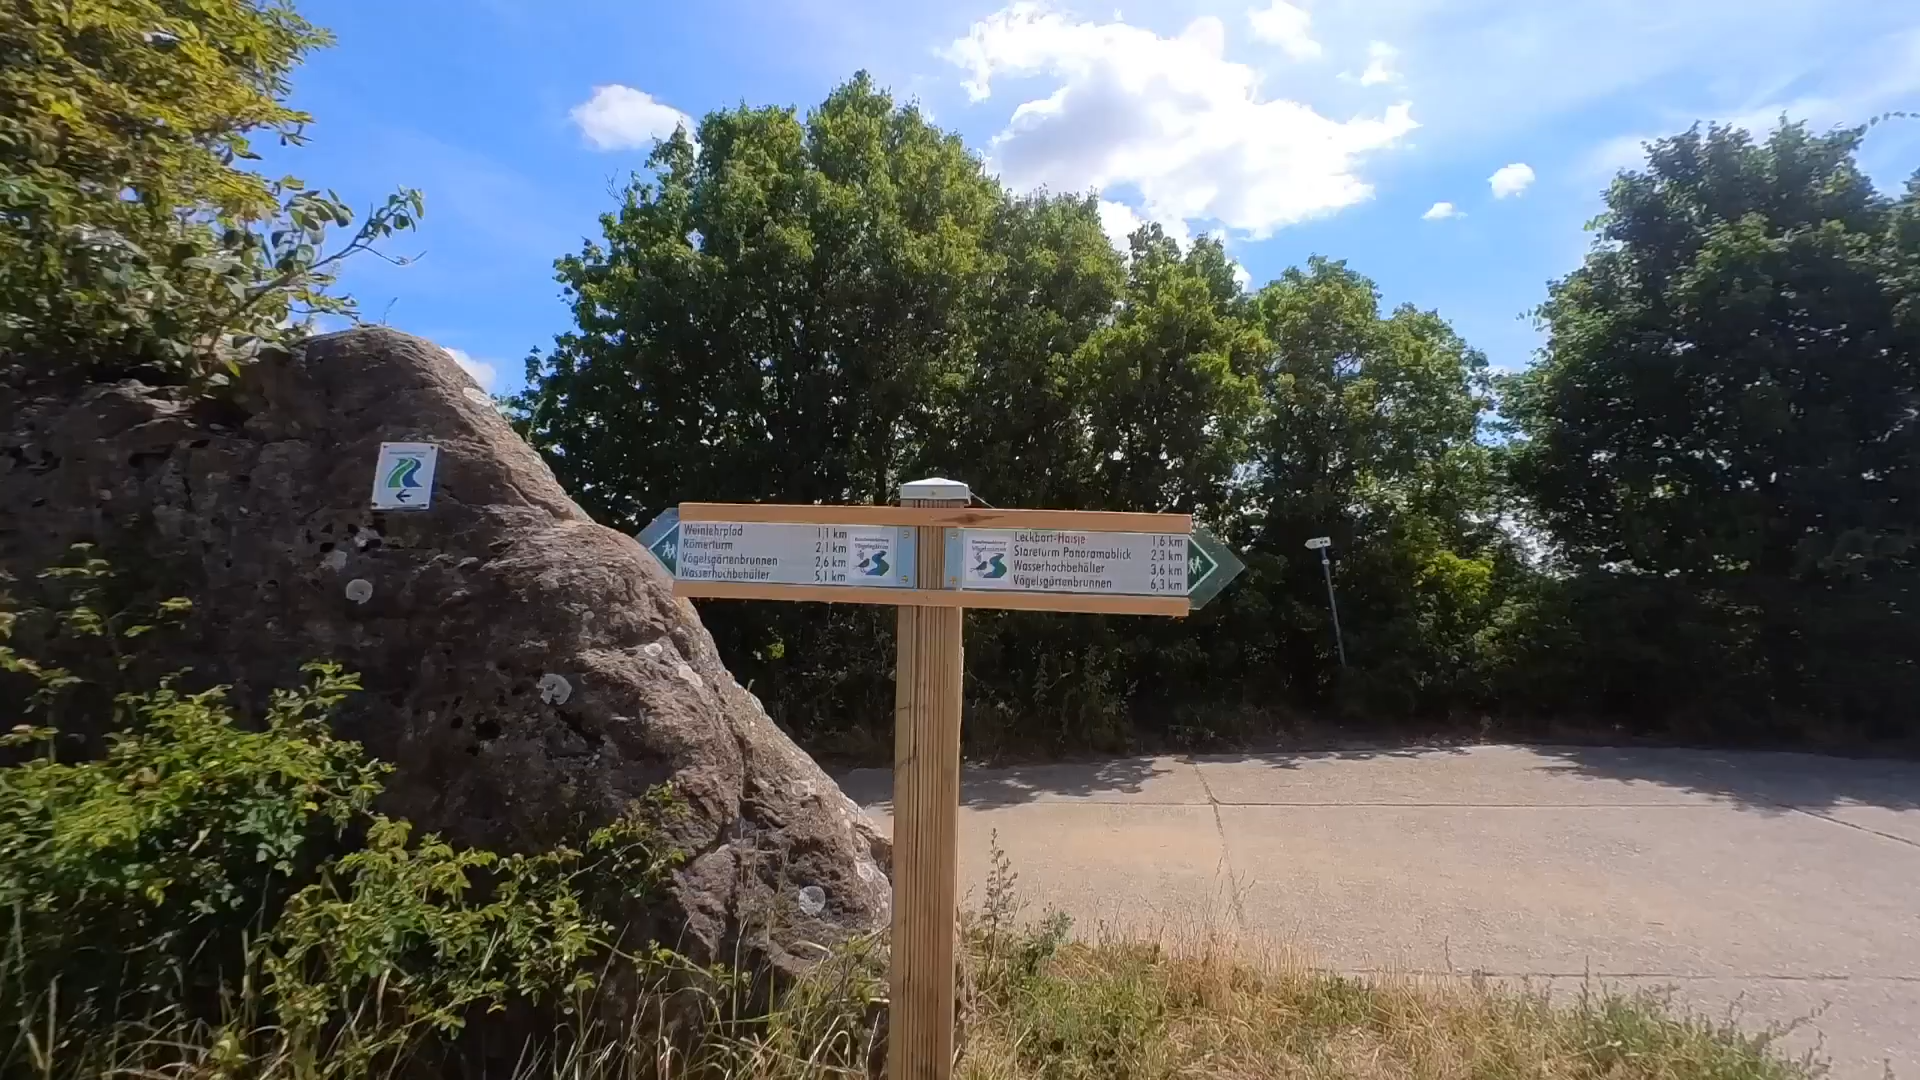 Weinlehrpfad 1,1 km
Römerturm 2,1 km
Vögelsgärtenbrunnen 2,6 km
Wasserhochbehälter 5,1 km
Leckbart-Haisje 1,6 km
Stareturm Panoramablick 2,3 km
Wasserhochbehälter 3,6 km
Vögelsgärtenbrunnen 6,3 km